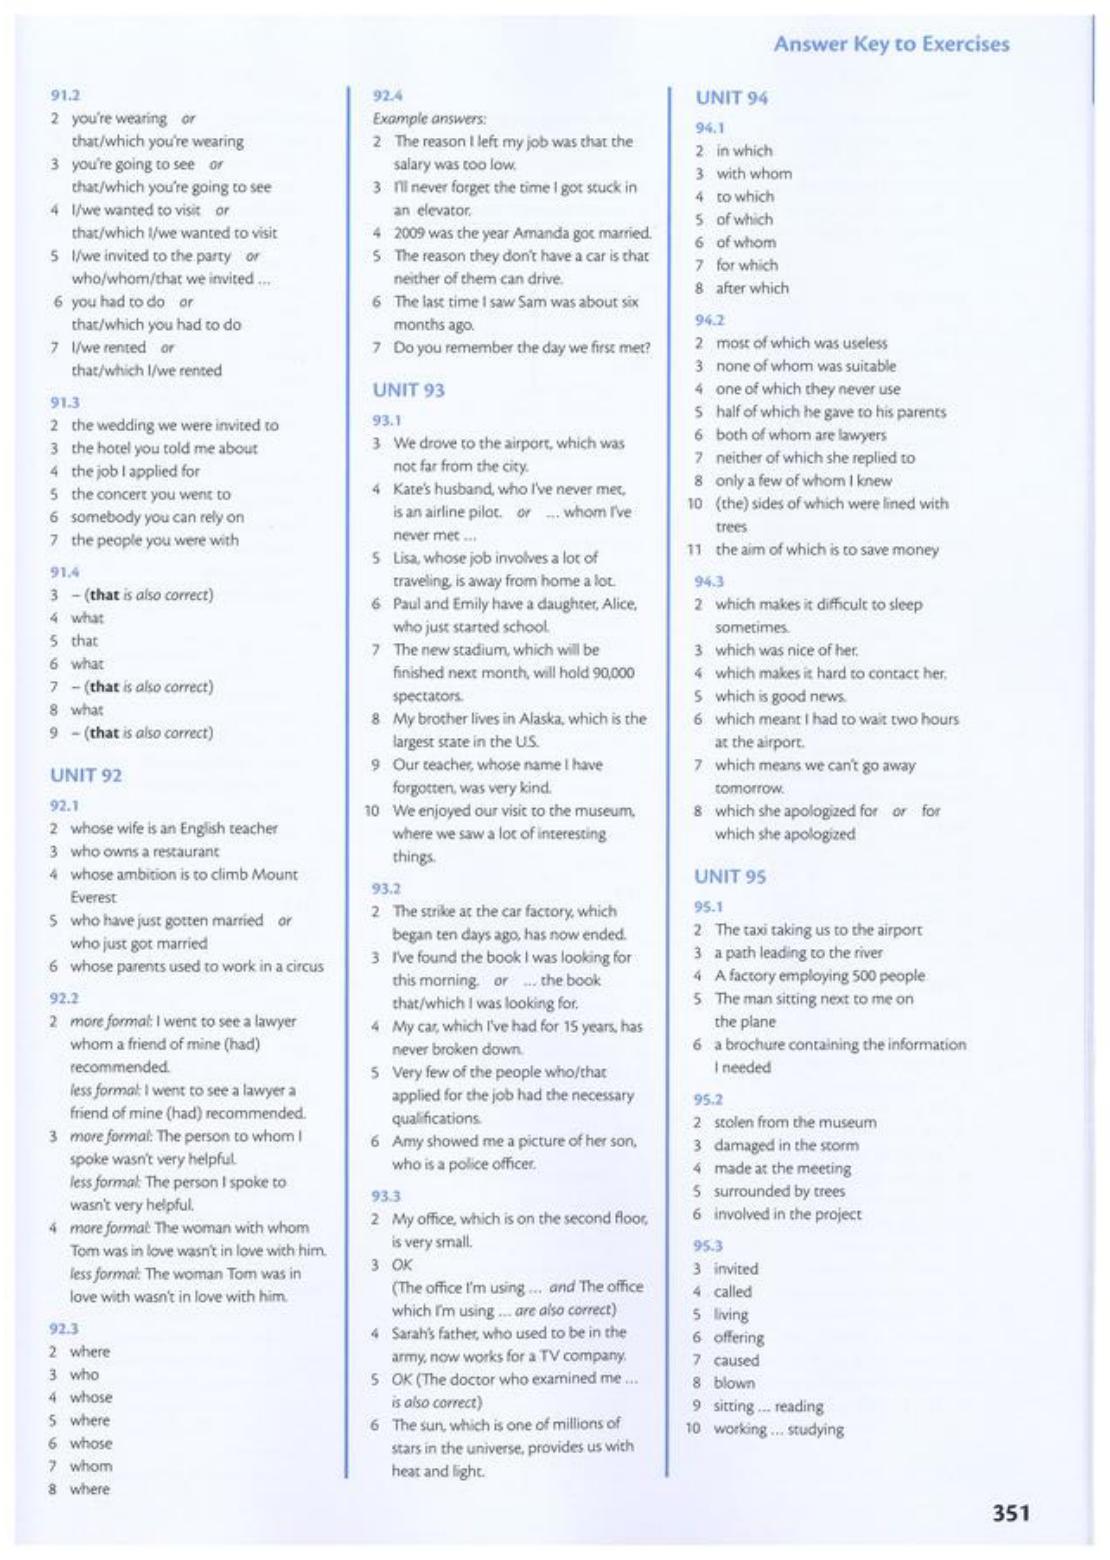 Answer Key to Exercises
91.2
2 you're wearing or
that/which you're wearing
3 you're going to see or
that/which you're going to see
4 I/we wanted to visit or
that/which I/we wanted to visit
5 I/we invited to the party or
who/whom/that we invited ...
6 you had to do or
that/which you had to do
7 I/we rented or
that/which I/we rented
91.3
2 the wedding we were invited to
3 the hotel you told me about
4 the job I applied for
5 the concert you went to
6 somebody you can rely on
7 the people you were with
91.4
3 – (that is also correct)
4 what
5 that
6 what
7 – (that is also correct)
8 what
9 – (that is also correct)
UNIT 92
92.1
2 whose wife is an English teacher
3 who owns a restaurant
4 whose ambition is to climb Mount
Everest
5 who have just gotten married or
who just got married
6 whose parents used to work in a circus
92.2
2 more formal: I went to see a lawyer
whom a friend of mine (had)
recommended.
less formal: I went to see a lawyer a
friend of mine (had) recommended.
3 more formal: The person to whom I
spoke wasn't very helpful.
less formal: The person I spoke to
wasn't very helpful.
4 more formal: The woman with whom
Tom was in love wasn't in love with him.
less formal: The woman Tom was in
love with wasn't in love with him.
92.3
2 where
3 who
4 whose
5 where
6 whose
7 whom
8 where
92.4
Example answers:
2 The reason I left my job was that the
salary was too low.
3 I'll never forget the time I got stuck in
an elevator.
4 2009 was the year Amanda got married.
5 The reason they don't have a car is that
neither of them can drive.
6 The last time I saw Sam was about six
months ago.
7 Do you remember the day we first met?
UNIT 93
93.1
3 We drove to the airport, which was
not far from the city.
4 Kate's husband, who I've never met,
is an airline pilot. or ... whom I've
never met ...
5 Lisa, whose job involves a lot of
traveling, is away from home a lot.
6 Paul and Emily have a daughter, Alice,
who just started school.
7 The new stadium, which will be
finished next month, will hold 90,000
spectators.
8 My brother lives in Alaska, which is the
largest state in the U.S.
9 Our teacher, whose name I have
forgotten, was very kind.
10 We enjoyed our visit to the museum,
where we saw a lot of interesting
things.
93.2
2 The strike at the car factory, which
began ten days ago, has now ended.
3 I've found the book I was looking for
this morning. or ... the book
that/which I was looking for.
4 My car, which I've had for 15 years, has
never broken down.
5 Very few of the people who/that
applied for the job had the necessary
qualifications.
6 Amy showed me a picture of her son,
who is a police officer.
93.3
2 My office, which is on the second floor,
is very small.
3 OK
(The office I'm using ... and The office
which I'm using ... are also correct)
4 Sarah's father, who used to be in the
army, now works for a TV company.
5 OK (The doctor who examined me ...
is also correct)
6 The sun, which is one of millions of
stars in the universe, provides us with
heat and light.
UNIT 94
94.1
2 in which
3 with whom
4 to which
5 of which
6 of whom
7 for which
8 after which
94.2
2 most of which was useless
3 none of whom was suitable
4 one of which they never use
5 half of which he gave to his parents
6 both of whom are lawyers
7 neither of which she replied to
8 only a few of whom I knew
10 (the) sides of which were lined with
trees
11 the aim of which is to save money
94.3
2 which makes it difficult to sleep
sometimes.
3 which was nice of her.
4 which makes it hard to contact her.
5 which is good news.
6 which meant I had to wait two hours
at the airport.
7 which means we can't go away
tomorrow.
8 which she apologized for or for
which she apologized
UNIT 95
95.1
2 The taxi taking us to the airport
3 a path leading to the river
4 A factory employing 500 people
5 The man sitting next to me on
the plane
6 a brochure containing the information
I needed
95.2
2 stolen from the museum
3 damaged in the storm
4 made at the meeting
5 surrounded by trees
6 involved in the project
95.3
3 invited
4 called
5 living
6 offering
7 caused
8 blown
9 sitting ... reading
10 working ... studying
351